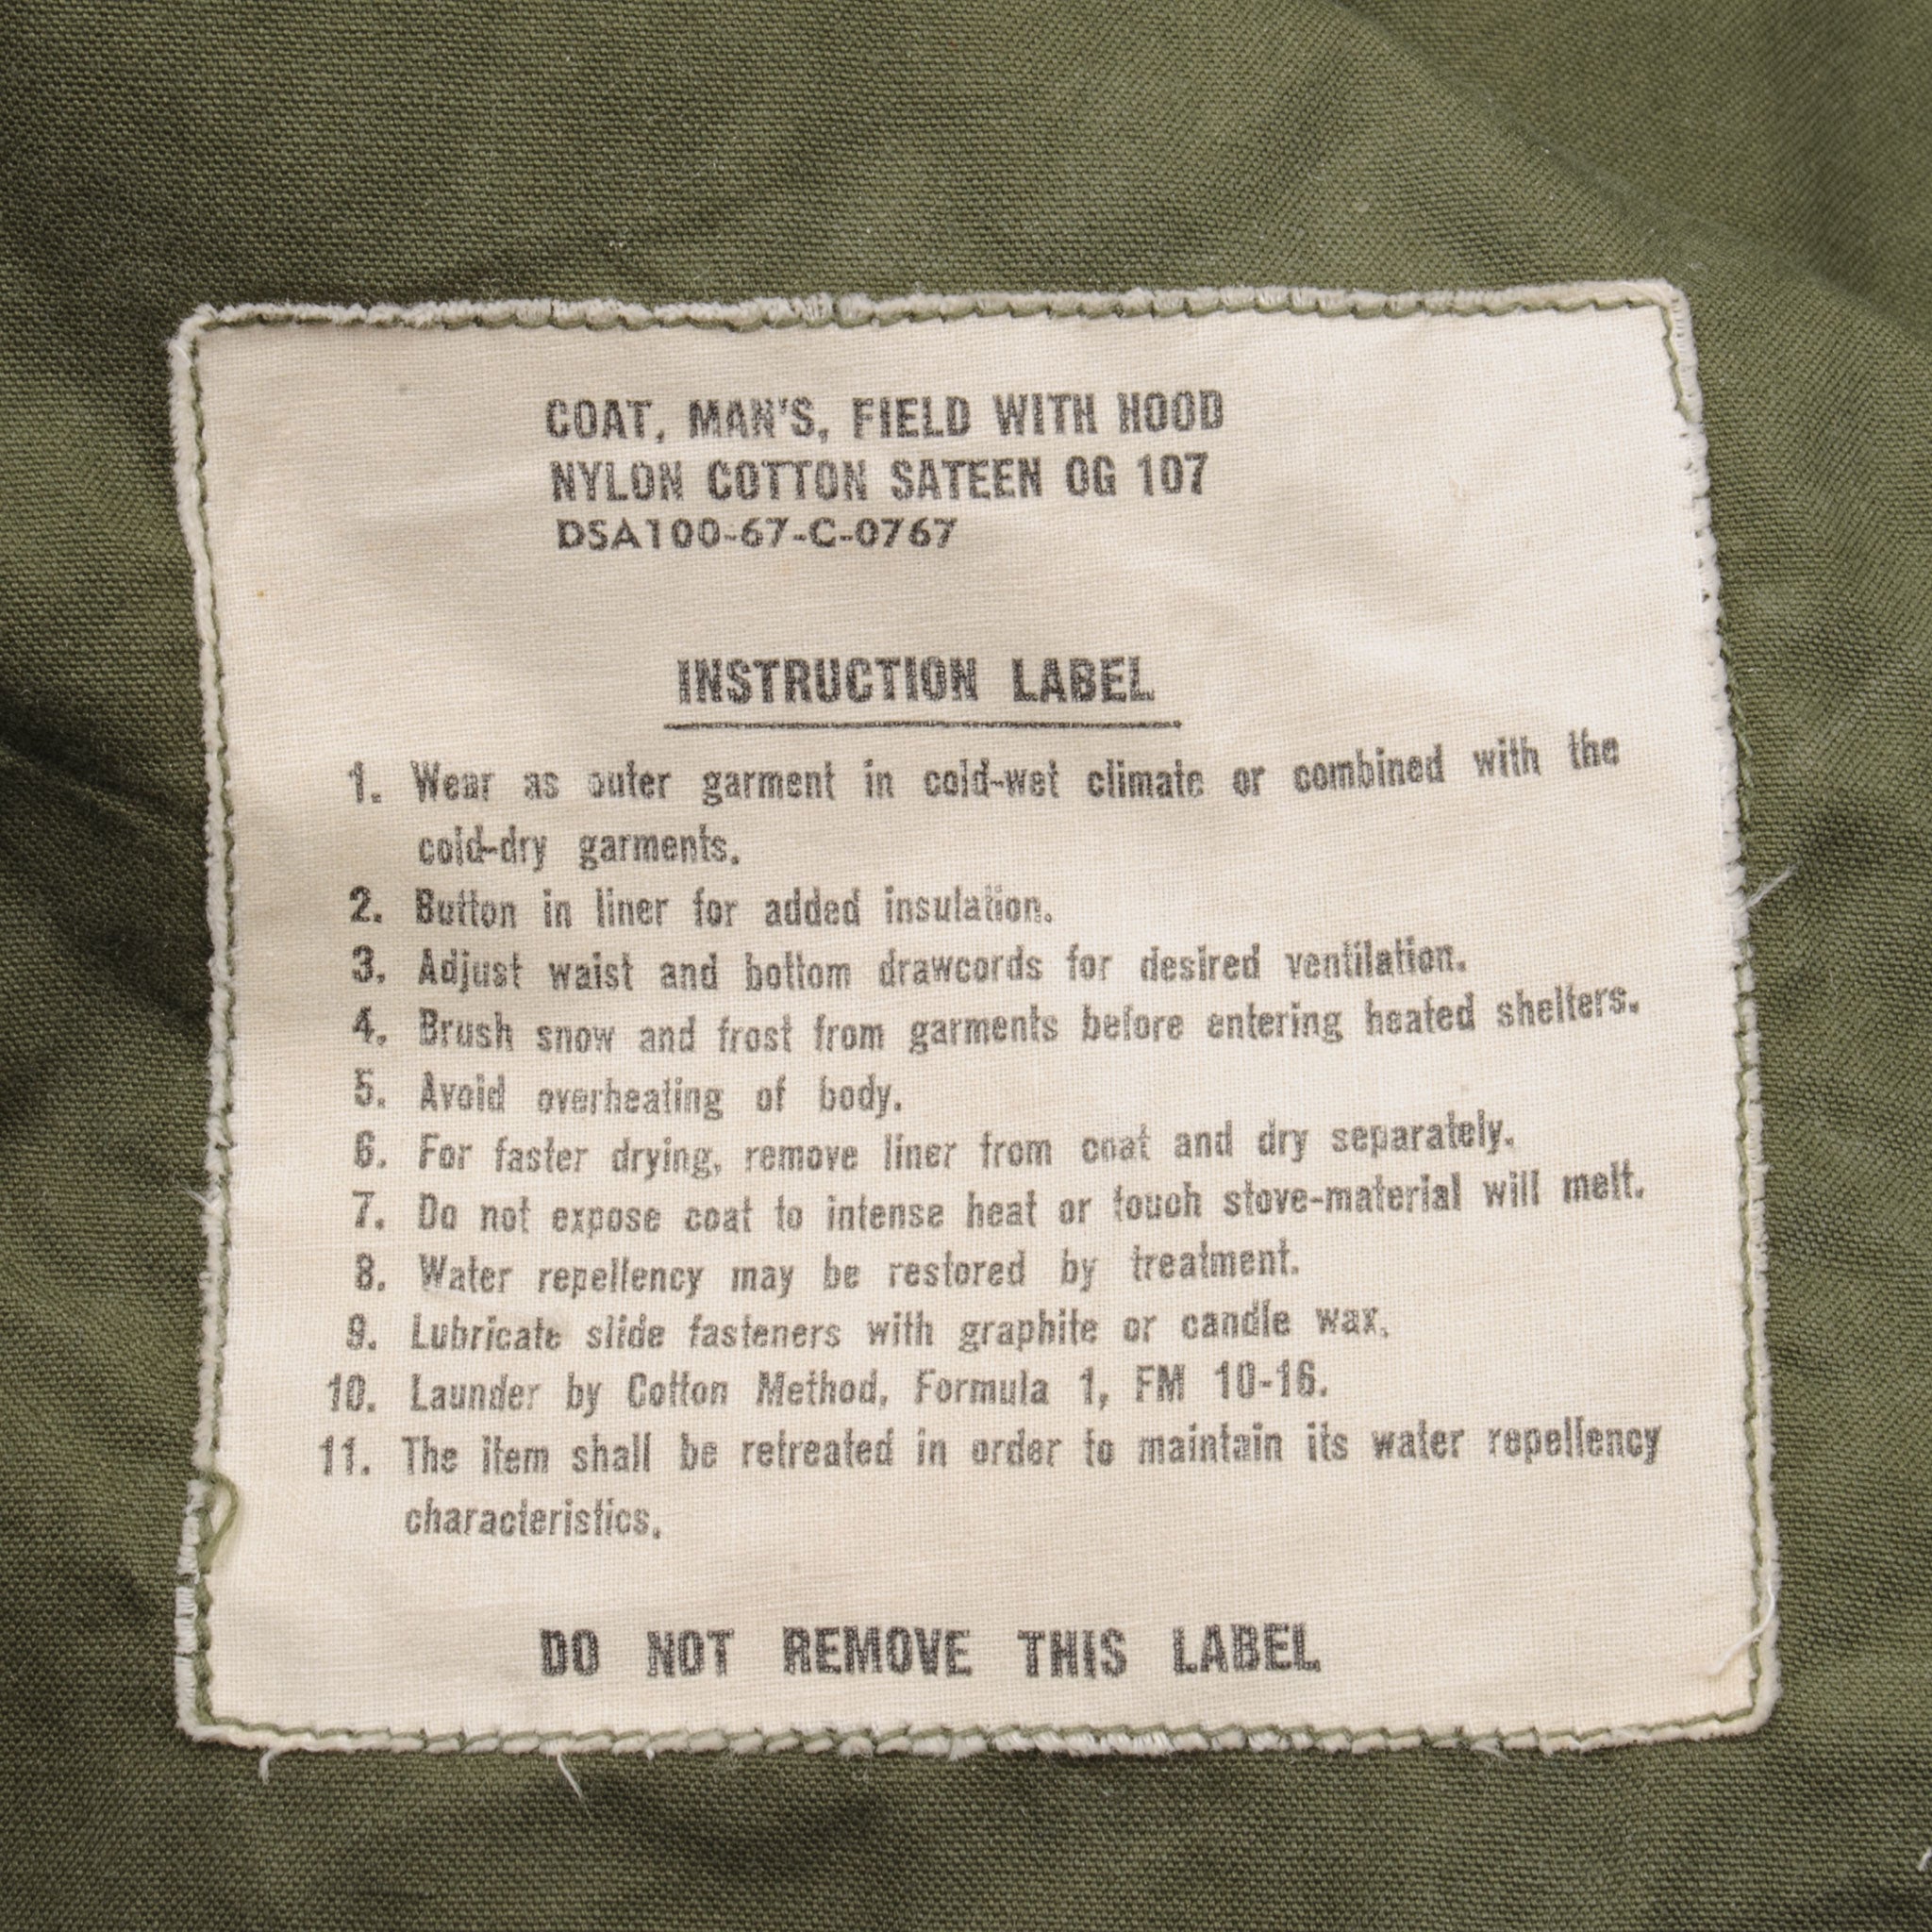 COAT, MAN'S, FIELD WITH HOOD
NYLON COTTON SATEEN OG 107
DSA100-67-C-0767
INSTRUCTION LABEL
1. Wear as outer garment in cold-wet climate or combined with the
cold-dry garments.
2. Button in liner for added insulation.
3. Adjust waist and bottom drawcords for desired ventilation.
4. Brush snow and frost from garments before entering heated shelters.
5. Avoid overheating of body.
6. For faster drying, remove liner from coat and dry separately.
7. Do not expose coat to intense heat or touch stove-material will melt.
8. Water repellency may be restored by treatment.
9. Lubricate slide fasteners with graphite or candle wax.
10. Launder by Cotton Method, Formula 1, FM 10-16.
11. The item shall be retreated in order to maintain its water repellency
characteristics.
DO NOT REMOVE THIS LABEL